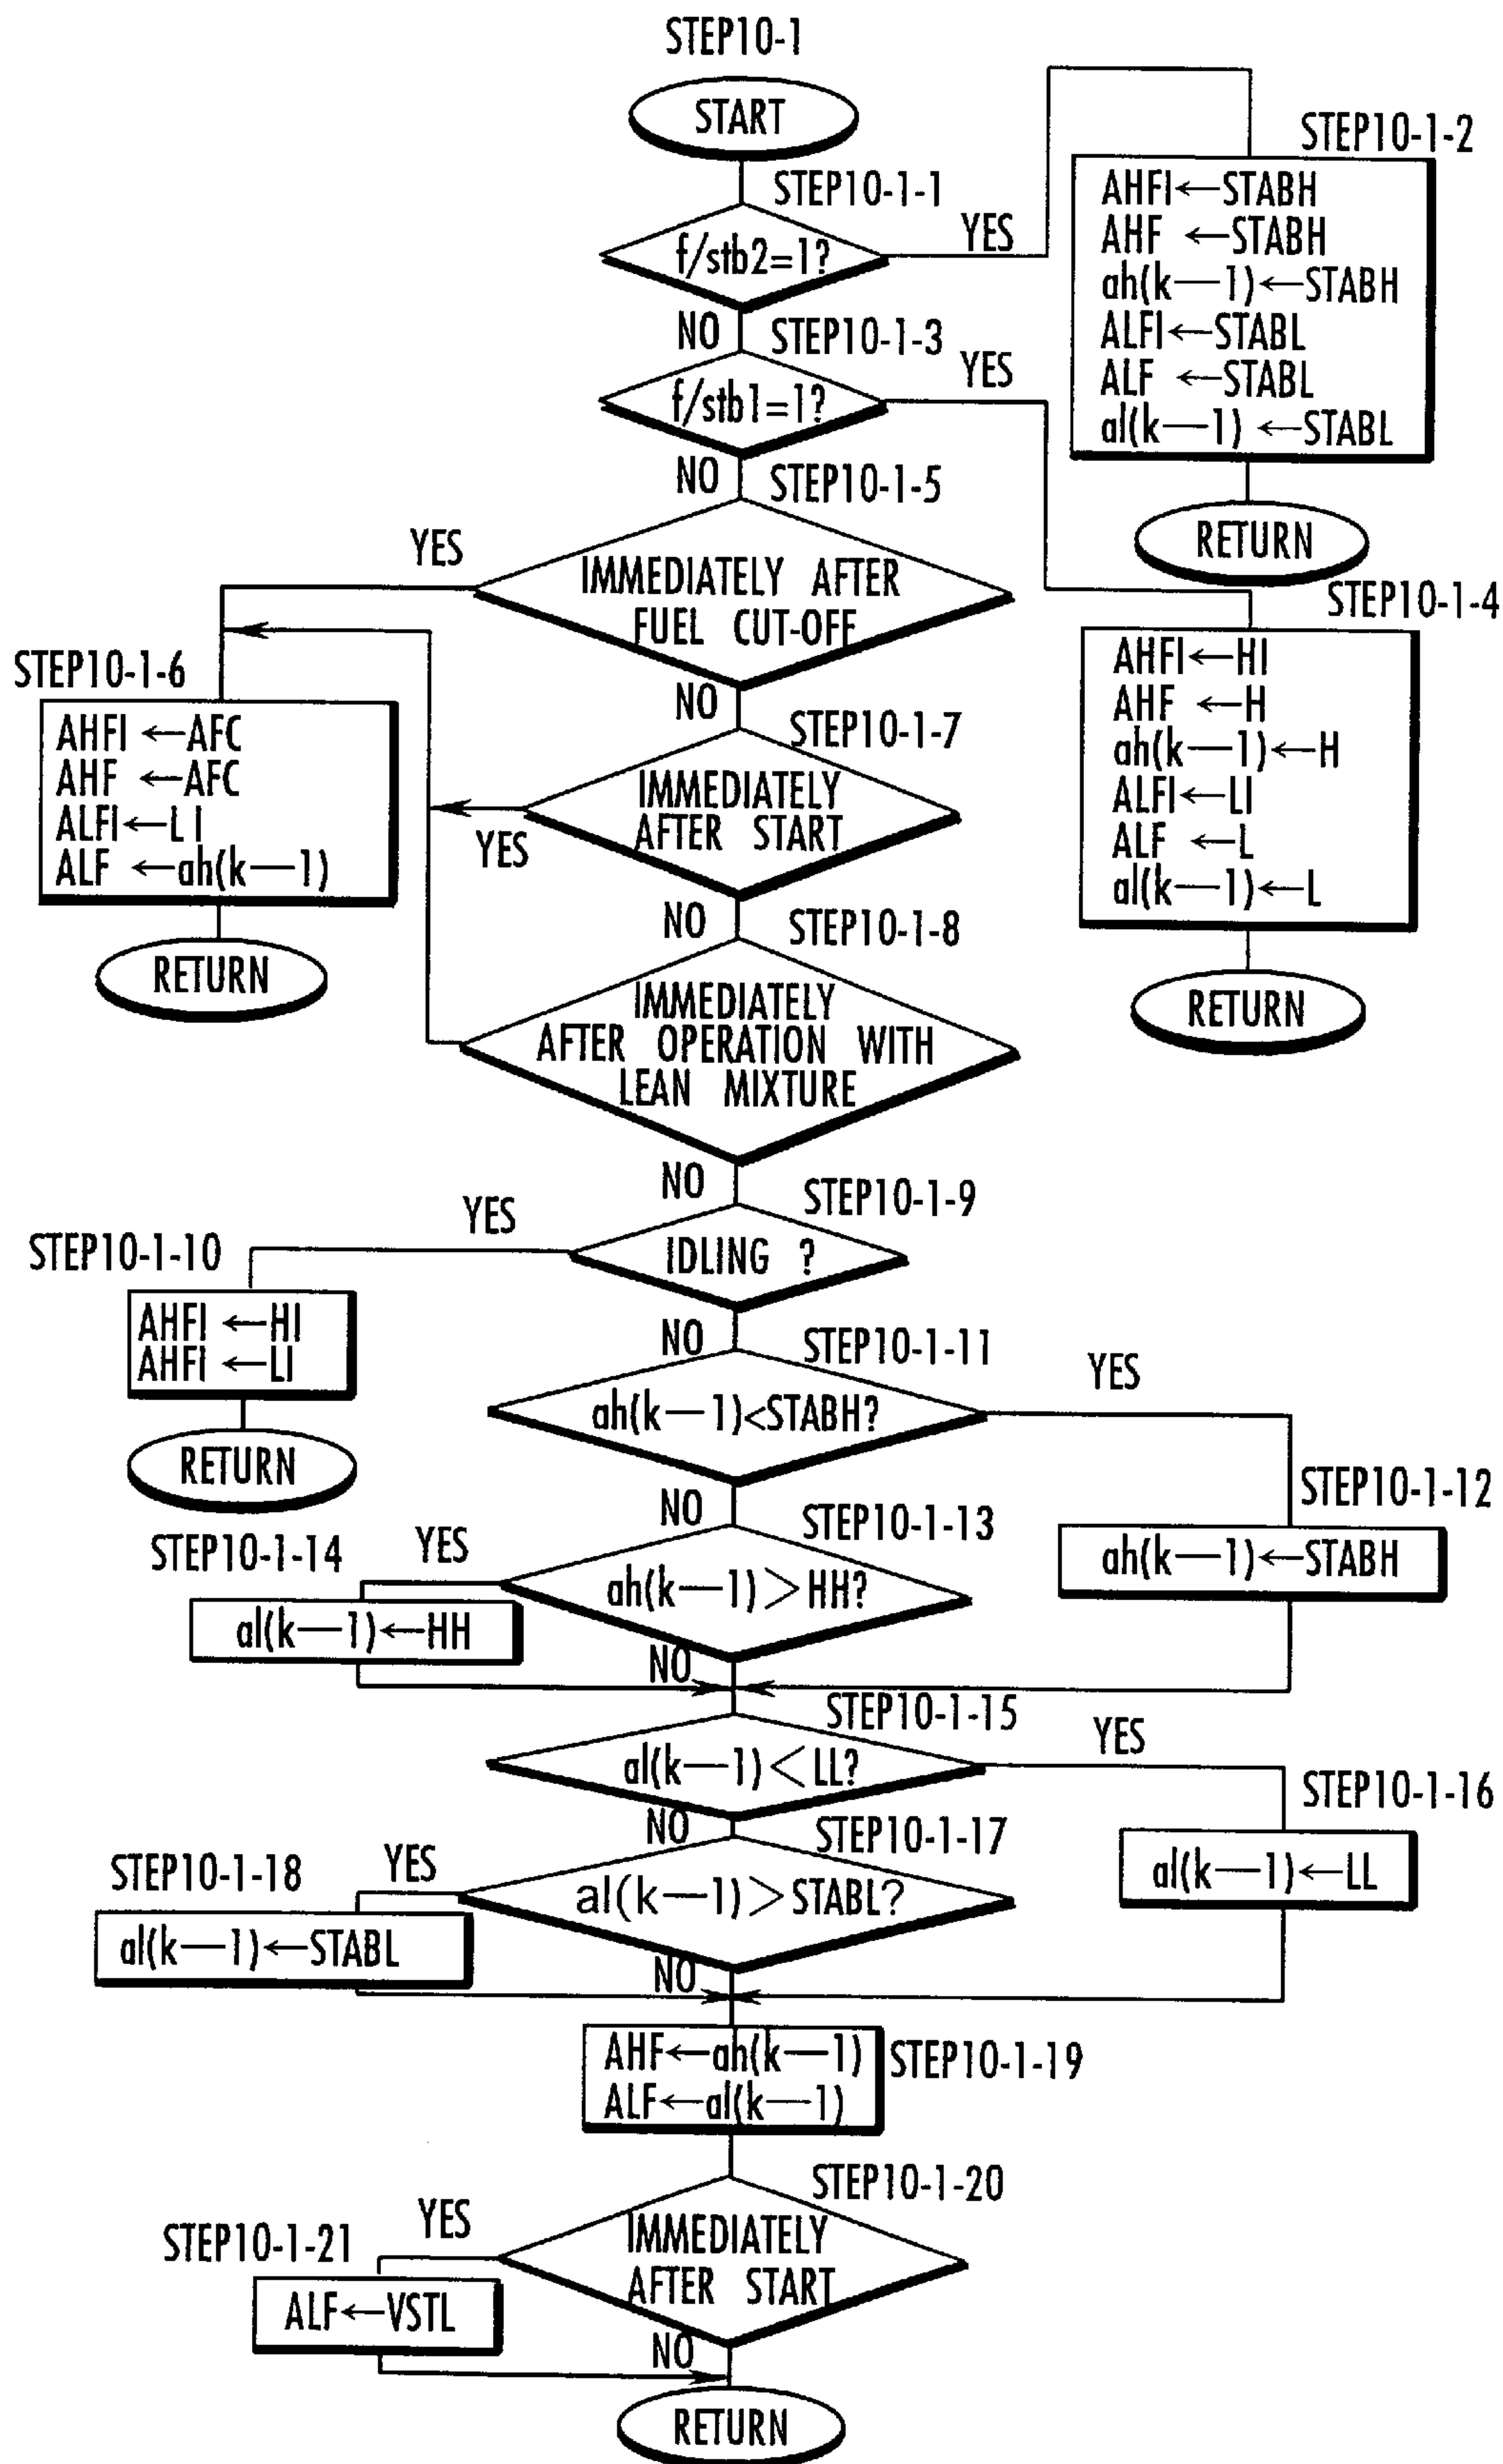 STEP10-1
START
STEP10-1-1
f/stb2=1?
YES
STEP10-1-2
AHFI←STABH
AHF ←STABH
ah(k—1)←STABH
ALFI←STABL
ALF ←STABL
al(k—1) ←STABL
RETURN
NO
STEP10-1-3
f/stb1=1?
YES
STEP10-1-4
AHFI←HI
AHF ←H
ah(k—1)←H
ALFI←LI
ALF ←L
al(k—1)←L
RETURN
NO
STEP10-1-5
YES
IMMEDIATELY AFTER
FUEL CUT-OFF
STEP10-1-6
AHFI ←AFC
AHF ←AFC
ALFI←L I
ALF ←ah(k—1)
RETURN
NO
STEP10-1-7
IMMEDIATELY
AFTER START
YES
NO
STEP10-1-8
IMMEDIATELY
AFTER OPERATION WITH
LEAN MIXTURE
NO
STEP10-1-9
YES
IDLING ?
STEP10-1-10
AHFI ←HI
AHFI ←LI
RETURN
NO
STEP10-1-11
ah(k—1)<STABH?
YES
STEP10-1-12
ah(k—1)←STABH
NO
STEP10-1-13
ah(k—1)>HH?
YES
STEP10-1-14
al(k—1)←HH
NO
STEP10-1-15
al(k—1)<LL?
YES
STEP10-1-16
al(k—1)←LL
NO
STEP10-1-17
al(k—1)>STABL?
YES
STEP10-1-18
al(k—1)←STABL
NO
AHF←ah(k—1)
ALF←al(k—1)
STEP10-1-19
STEP10-1-20
IMMEDIATELY
AFTER START
YES
STEP10-1-21
ALF←VSTL
NO
RETURN